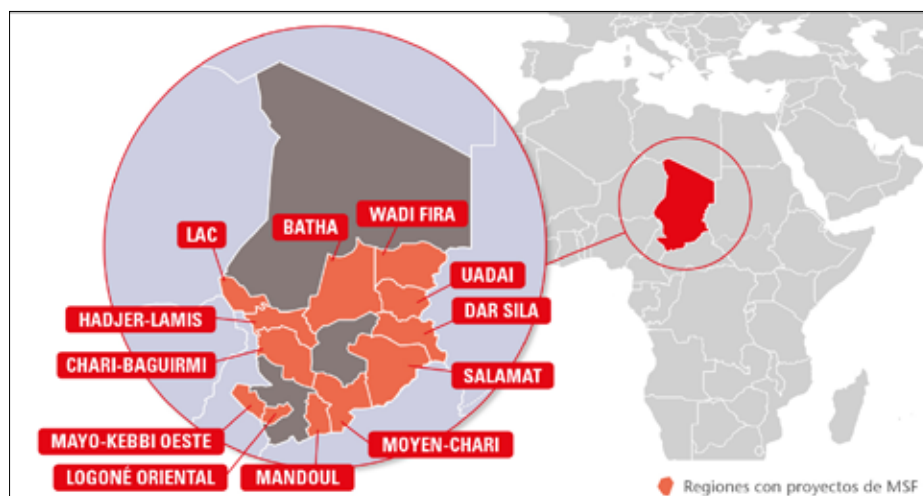 WADI FIRA
BATHA
LAC
UADAI
DAR SILA
HADJER-LAMIS
CHARI-BAGUIRMI
SALAMAT
MAYO-KEBBI OESTE
MOYEN-CHARI
LOGONÉ ORIENTAL
MANDOUL
Regiones con proyectos de MSF